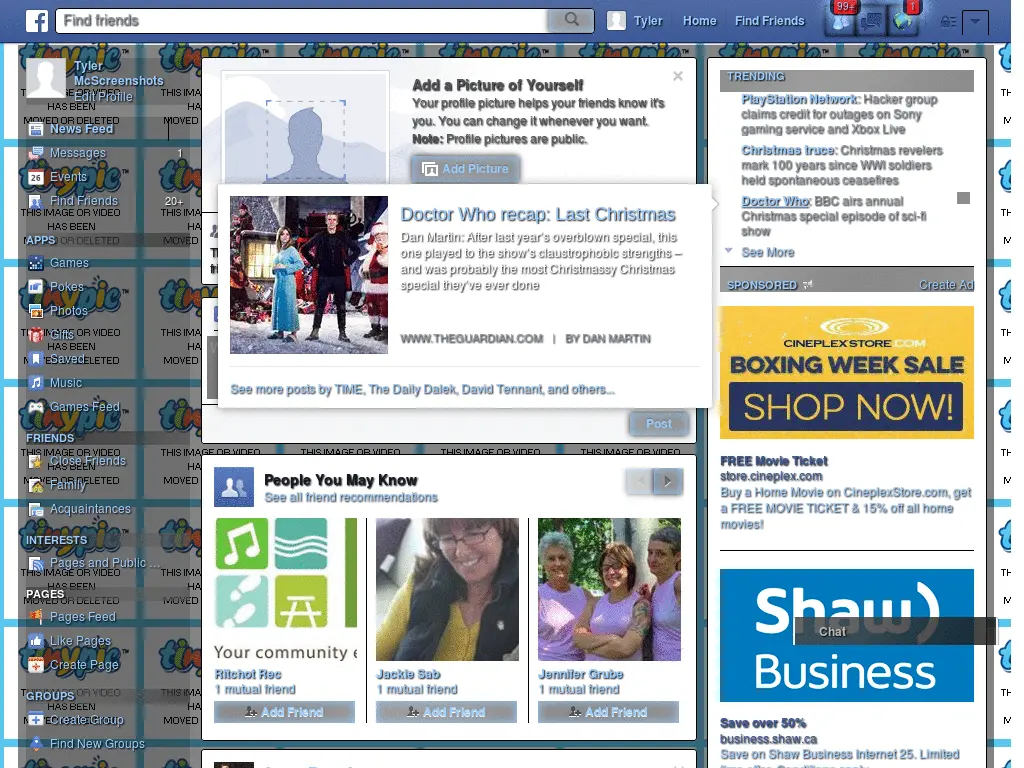 Find friends
Tyler
Home
Find Friends
99+
1
Tyler
McScreenshots
Edit Profile
News Feed
Messages
1
Events
26
Find Friends
20+
APPS
Games
Pokes
Photos
Gifts
Saved
Music
Games Feed
FRIENDS
Close Friends
Family
Acquaintances
INTERESTS
Pages and Public ...
PAGES
Pages Feed
Like Pages
Create Page
GROUPS
Create Group
Find New Groups
tinypic™
THIS IMAGE OR VIDEO
HAS BEEN
MOVED OR DELETED
Add a Picture of Yourself
Your profile picture helps your friends know it's
you. You can change it whenever you want.
Note: Profile pictures are public.
Add Picture
Doctor Who recap: Last Christmas
Dan Martin: After last year's overblown special, this
one played to the show's claustrophobic strengths –
and was probably the most Christmassy Christmas
special they've ever done
WWW.THEGUARDIAN.COM | BY DAN MARTIN
See more posts by TIME, The Daily Dalek, David Tennant, and others...
Post
People You May Know
See all friend recommendations
Your community
Ritchot Rec
1 mutual friend
Add Friend
Jackie Sab
1 mutual friend
Add Friend
Jennifer Grube
1 mutual friend
Add Friend
TRENDING
PlayStation Network: Hacker group
claims credit for outages on Sony
gaming service and Xbox Live
Christmas truce: Christmas revelers
mark 100 years since WWI soldiers
held spontaneous ceasefires
Doctor Who: BBC airs annual
Christmas special episode of sci-fi
show
See More
SPONSORED
Create Ad
CINEPLEXSTORE.COM
BOXING WEEK SALE
SHOP NOW!
FREE Movie Ticket
store.cineplex.com
Buy a Home Movie on CineplexStore.com, get
a FREE MOVIE TICKET & 15% off all home
movies!
Shaw)
Business
Chat
Save over 50%
business.shaw.ca
Save on Shaw Business Internet 25. Limited